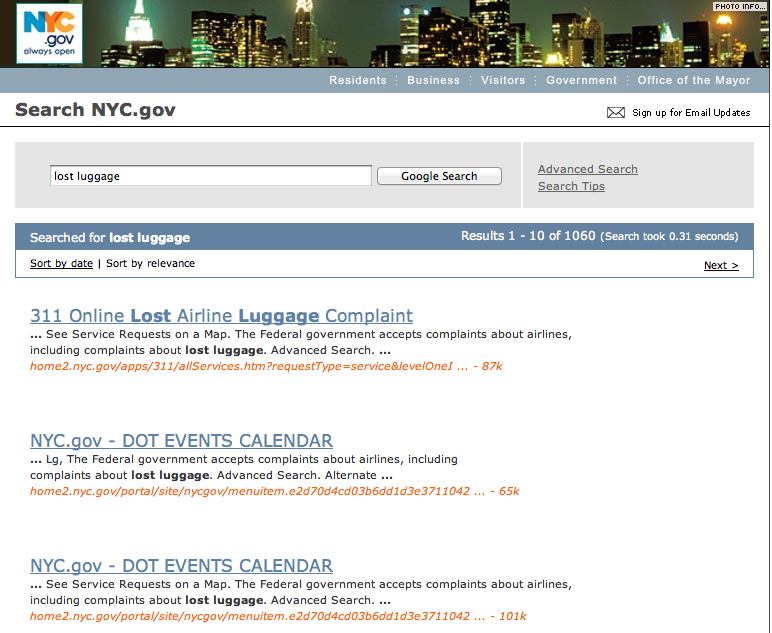 PHOTO INFO...
NYC
.gov
always open
Residents Business Visitors Government Office of the Mayor
Search NYC.gov
Sign up for Email Updates
lost luggage
Google Search
Advanced Search
Search Tips
Searched for lost luggage
Results 1 - 10 of 1060 (Search took 0.31 seconds)
Sort by date | Sort by relevance
Next >
311 Online Lost Airline Luggage Complaint
... See Service Requests on a Map. The Federal government accepts complaints about airlines,
including complaints about lost luggage. Advanced Search. ...
home2.nyc.gov/apps/311/allServices.htm?requestType=service&levelOneI ... - 87k
NYC.gov - DOT EVENTS CALENDAR
... Lg, The Federal government accepts complaints about airlines, including
complaints about lost luggage. Advanced Search. Alternate ...
home2.nyc.gov/portal/site/nycgov/menuitem.e2d70d4cd03b6dd1d3e3711042 ... - 65k
NYC.gov - DOT EVENTS CALENDAR
... See Service Requests on a Map. The Federal government accepts complaints about airlines,
including complaints about lost luggage. Advanced Search. ...
home2.nyc.gov/portal/site/nycgov/menuitem.e2d70d4cd03b6dd1d3e3711042 ... - 101k